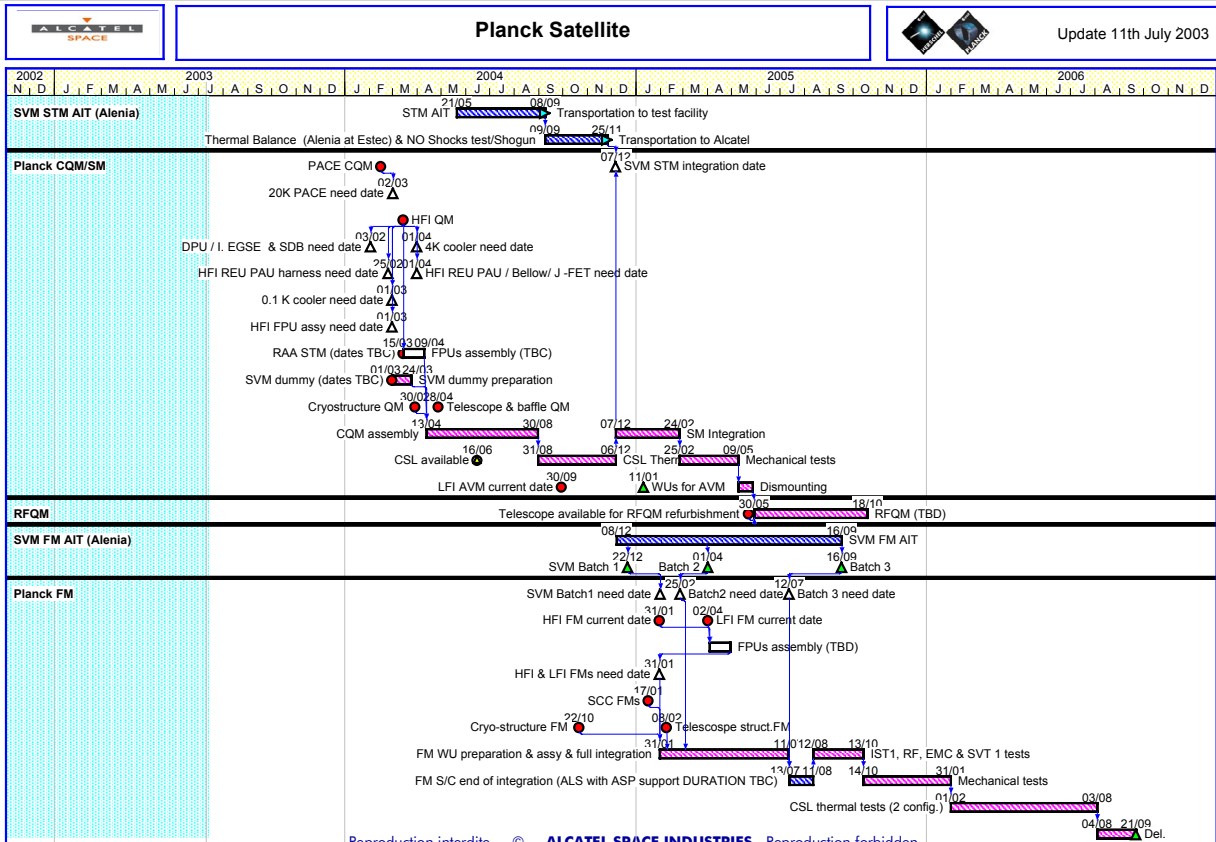 ALCATEL
SPACE
Planck Satellite
HERSCHEL
PLANCK
Update 11th July 2003
2002 2003 2004 2005 2006
N D J F M A M J J A S O N D J F M A M J J A S O N D J F M A M J J A S O N D J F M A M J J A S O N D
SVM STM AIT (Alenia)
21/05 08/09
STM AIT Transportation to test facility
09/09 25/11
Thermal Balance (Alenia at Estec) & NO Shocks test/Shogun Transportation to Alcatel
07/12
Planck CQM/SM
PACE CQM SVM STM integration date
02/03
20K PACE need date
HFI QM
03/02 01/04
DPU / I. EGSE & SDB need date 4K cooler need date
25/02 01/04
HFI REU PAU harness need date HFI REU PAU / Bellow/ J -FET need date
01/03
0.1 K cooler need date
01/03
HFI FPU assy need date
15/03 09/04
RAA STM (dates TBC) FPUs assembly (TBC)
01/03 24/03
SVM dummy (dates TBC) SVM dummy preparation
30/03 28/04
Cryostructure QM Telescope & baffle QM
13/04 30/08 07/12 24/02
CQM assembly SM Integration
16/06 31/08 06/12 25/02 09/05
CSL available CSL Therm Mechanical tests
30/09 11/01
LFI AVM current date WUs for AVM Dismounting
RFQM
30/05 18/10
Telescope available for RFQM refurbishment RFQM (TBD)
SVM FM AIT (Alenia)
08/12 16/09
SVM FM AIT
22/12 01/04 16/09
SVM Batch 1 Batch 2 Batch 3
Planck FM
25/02 12/07
SVM Batch1 need date Batch2 need date Batch 3 need date
31/01 02/04
HFI FM current date LFI FM current date
FPUs assembly (TBD)
31/01
HFI & LFI FMs need date
17/01
SCC FMs
22/10 08/02
Cryo-structure FM Telescospe struct.FM
31/01 11/07 12/08 13/10
FM WU preparation & assy & full integration IST1, RF, EMC & SVT 1 tests
13/07 11/08 14/10 31/01
FM S/C end of integration (ALS with ASP support DURATION TBC) Mechanical tests
01/02 03/08
CSL thermal tests (2 config.)
04/08 21/09
Del.
Reproduction interdite © ALCATEL SPACE INDUSTRIES Reproduction forbidden